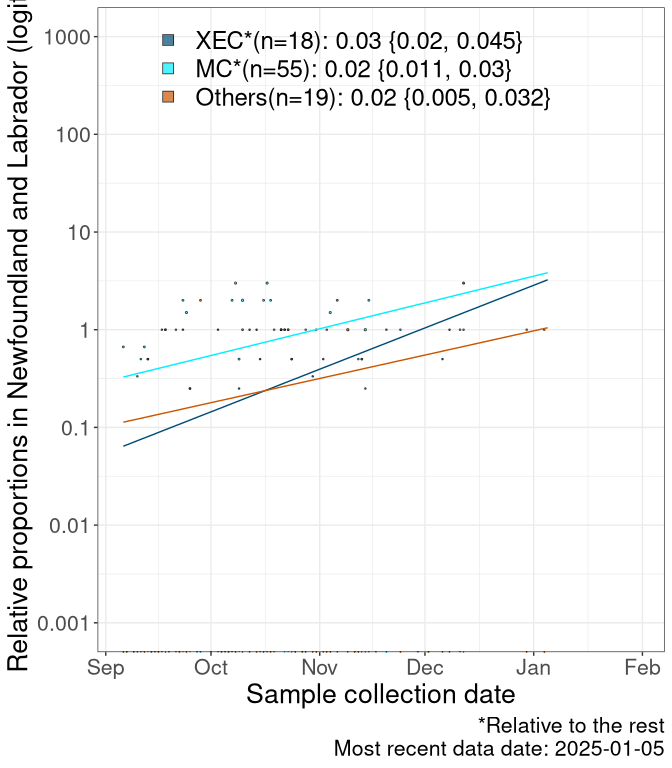 XEC*(n=18): 0.03 {0.02, 0.045}
MC*(n=55): 0.02 {0.011, 0.03}
Others(n=19): 0.02 {0.005, 0.032}
Relative proportions in Newfoundland and Labrador (logit
1000
100
10
1
0.1
0.01
0.001
Sep Oct Nov Dec Jan Feb
Sample collection date
*Relative to the rest
Most recent data date: 2025-01-05